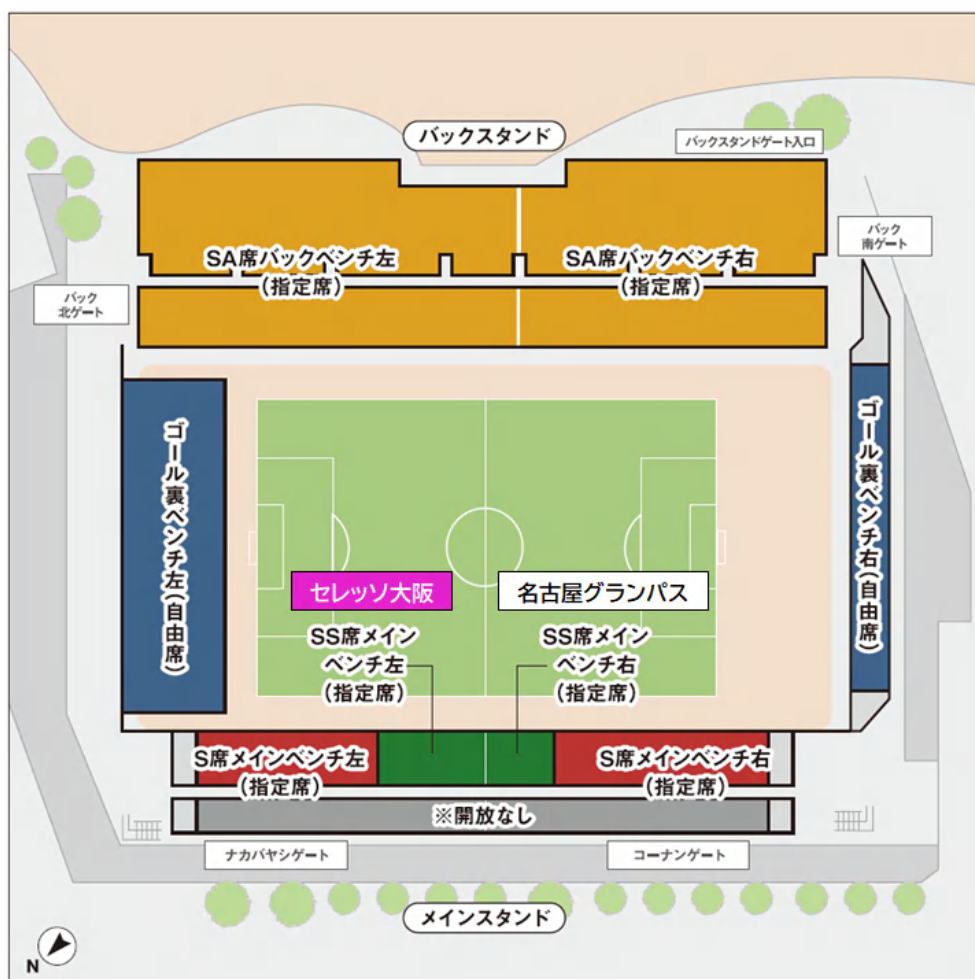 バックスタンド
バックスタンドゲート入口
バック
南ゲート
SA席バックベンチ左
(指定席)
SA席バックベンチ右
(指定席)
バック
北ゲート
ゴール裏ベンチ左(自由席)
ゴール裏ベンチ右(自由席)
セレッソ大阪
名古屋グランパス
SS席メイン
ベンチ左
(指定席)
SS席メイン
ベンチ右
(指定席)
S席メインベンチ左
(指定席)
S席メインベンチ右
(指定席)
※開放なし
ナカバヤシゲート
コーナンゲート
メインスタンド
N